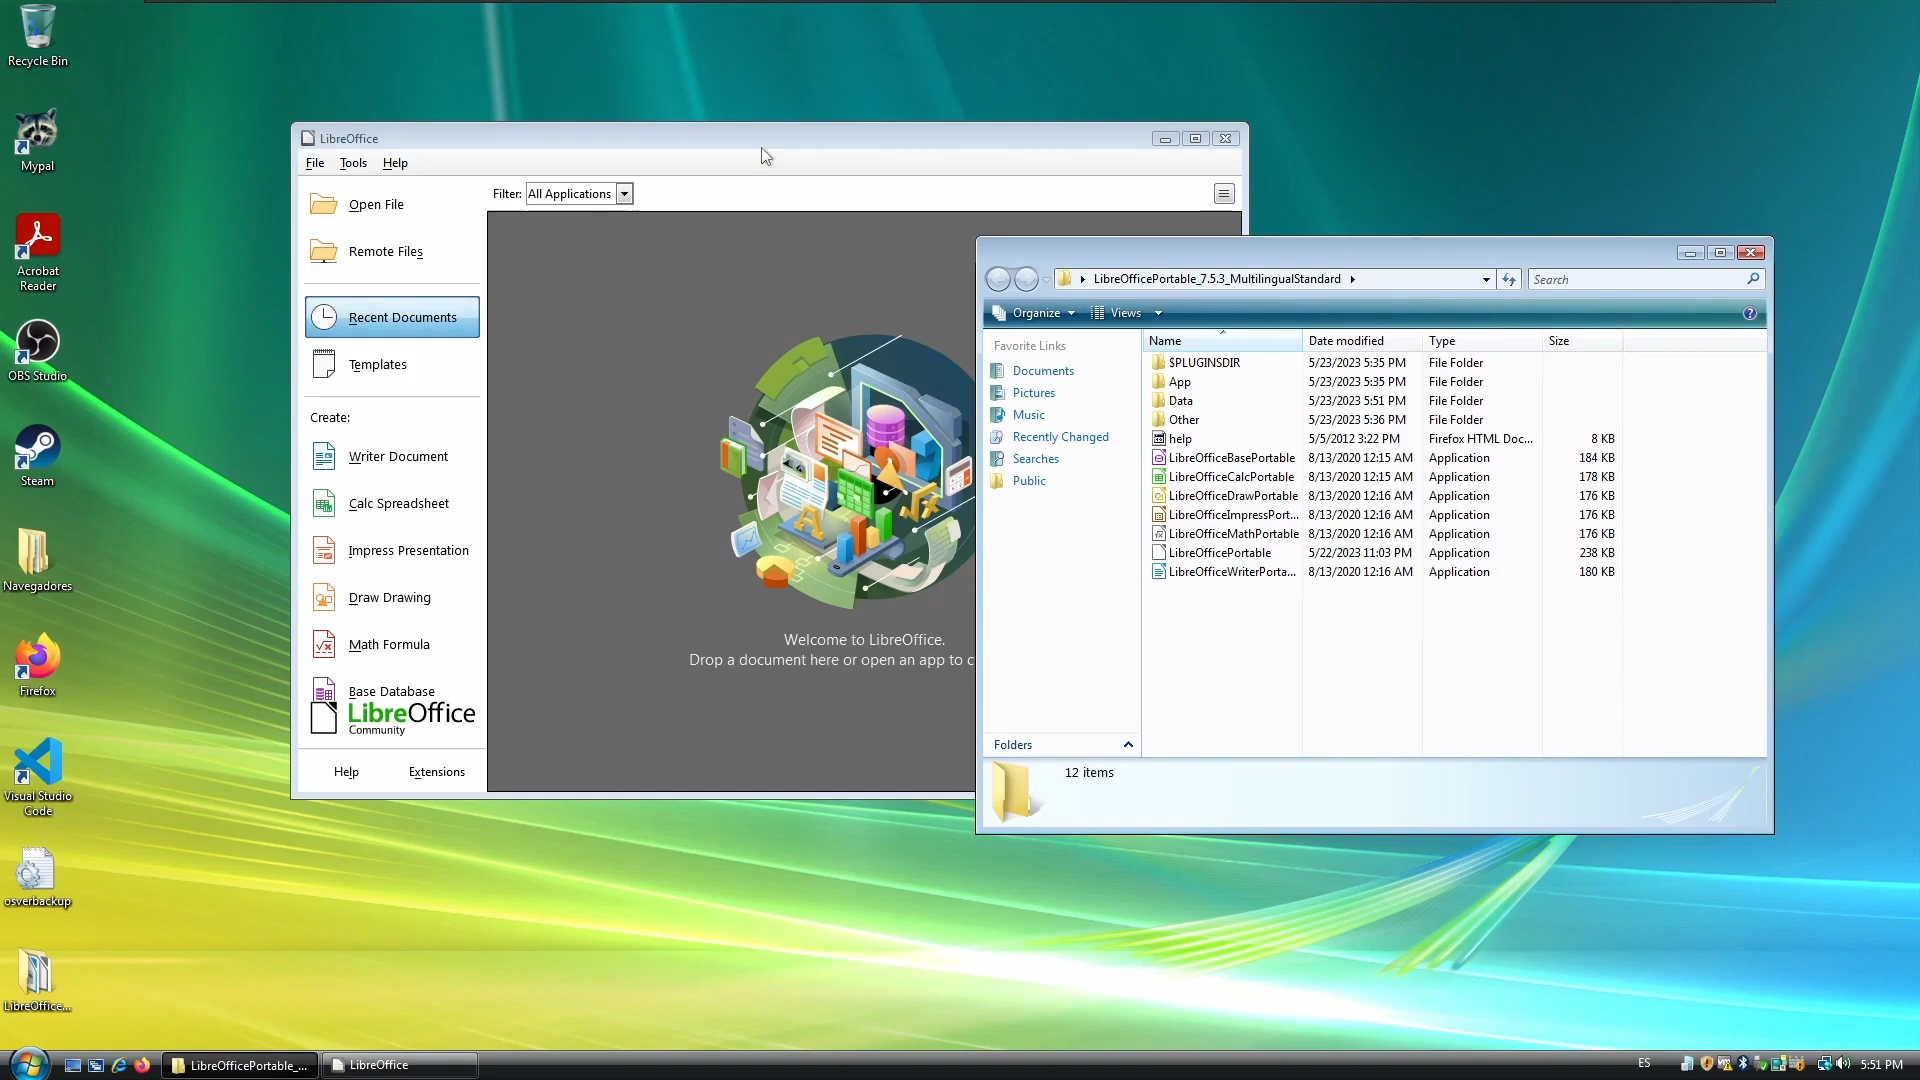 Recycle Bin
Mypal
Acrobat
Reader
OBS Studio
Steam
Navegadores
Firefox
Visual Studio
Code
osverbackup
LibreOffice...
LibreOffice
File Tools Help
Filter: All Applications
Open File
Remote Files
Recent Documents
Templates
Create:
Writer Document
Calc Spreadsheet
Impress Presentation
Draw Drawing
Math Formula
Base Database
LibreOffice
Community
Help Extensions
Welcome to LibreOffice.
Drop a document here or open an app to c
LibreOfficePortable_7.5.3_MultilingualStandard
Search
Organize Views
Favorite Links
Documents
Pictures
Music
Recently Changed
Searches
Public
Folders
Name Date modified Type Size
$PLUGINSDIR 5/23/2023 5:35 PM File Folder
App 5/23/2023 5:35 PM File Folder
Data 5/23/2023 5:51 PM File Folder
Other 5/23/2023 5:36 PM File Folder
help 5/5/2012 3:22 PM Firefox HTML Doc... 8 KB
LibreOfficeBasePortable 8/13/2020 12:15 AM Application 184 KB
LibreOfficeCalcPortable 8/13/2020 12:15 AM Application 178 KB
LibreOfficeDrawPortable 8/13/2020 12:16 AM Application 176 KB
LibreOfficeImpressPort... 8/13/2020 12:16 AM Application 176 KB
LibreOfficeMathPortable 8/13/2020 12:16 AM Application 176 KB
LibreOfficePortable 5/22/2023 11:03 PM Application 238 KB
LibreOfficeWriterPorta... 8/13/2020 12:16 AM Application 180 KB
12 items
LibreOfficePortable_... LibreOffice ES 5:51 PM